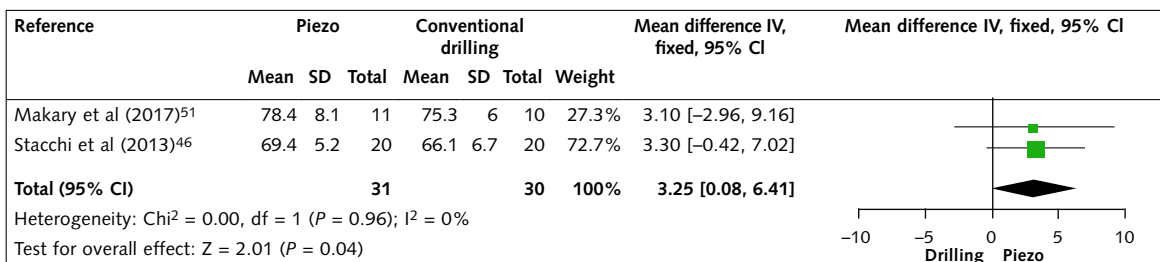 Reference Piezo Conventional drilling Mean difference IV, fixed, 95% CI Mean difference IV, fixed, 95% CI
Mean SD Total Mean SD Total Weight
Makary et al (2017)51 78.4 8.1 11 75.3 6 10 27.3% 3.10 [–2.96, 9.16]
Stacchi et al (2013)46 69.4 5.2 20 66.1 6.7 20 72.7% 3.30 [–0.42, 7.02]
Total (95% CI) 31 30 100% 3.25 [0.08, 6.41]
Heterogeneity: Chi2 = 0.00, df = 1 (P = 0.96); I2 = 0%
Test for overall effect: Z = 2.01 (P = 0.04)
–10 –5 0 5 10
Drilling Piezo